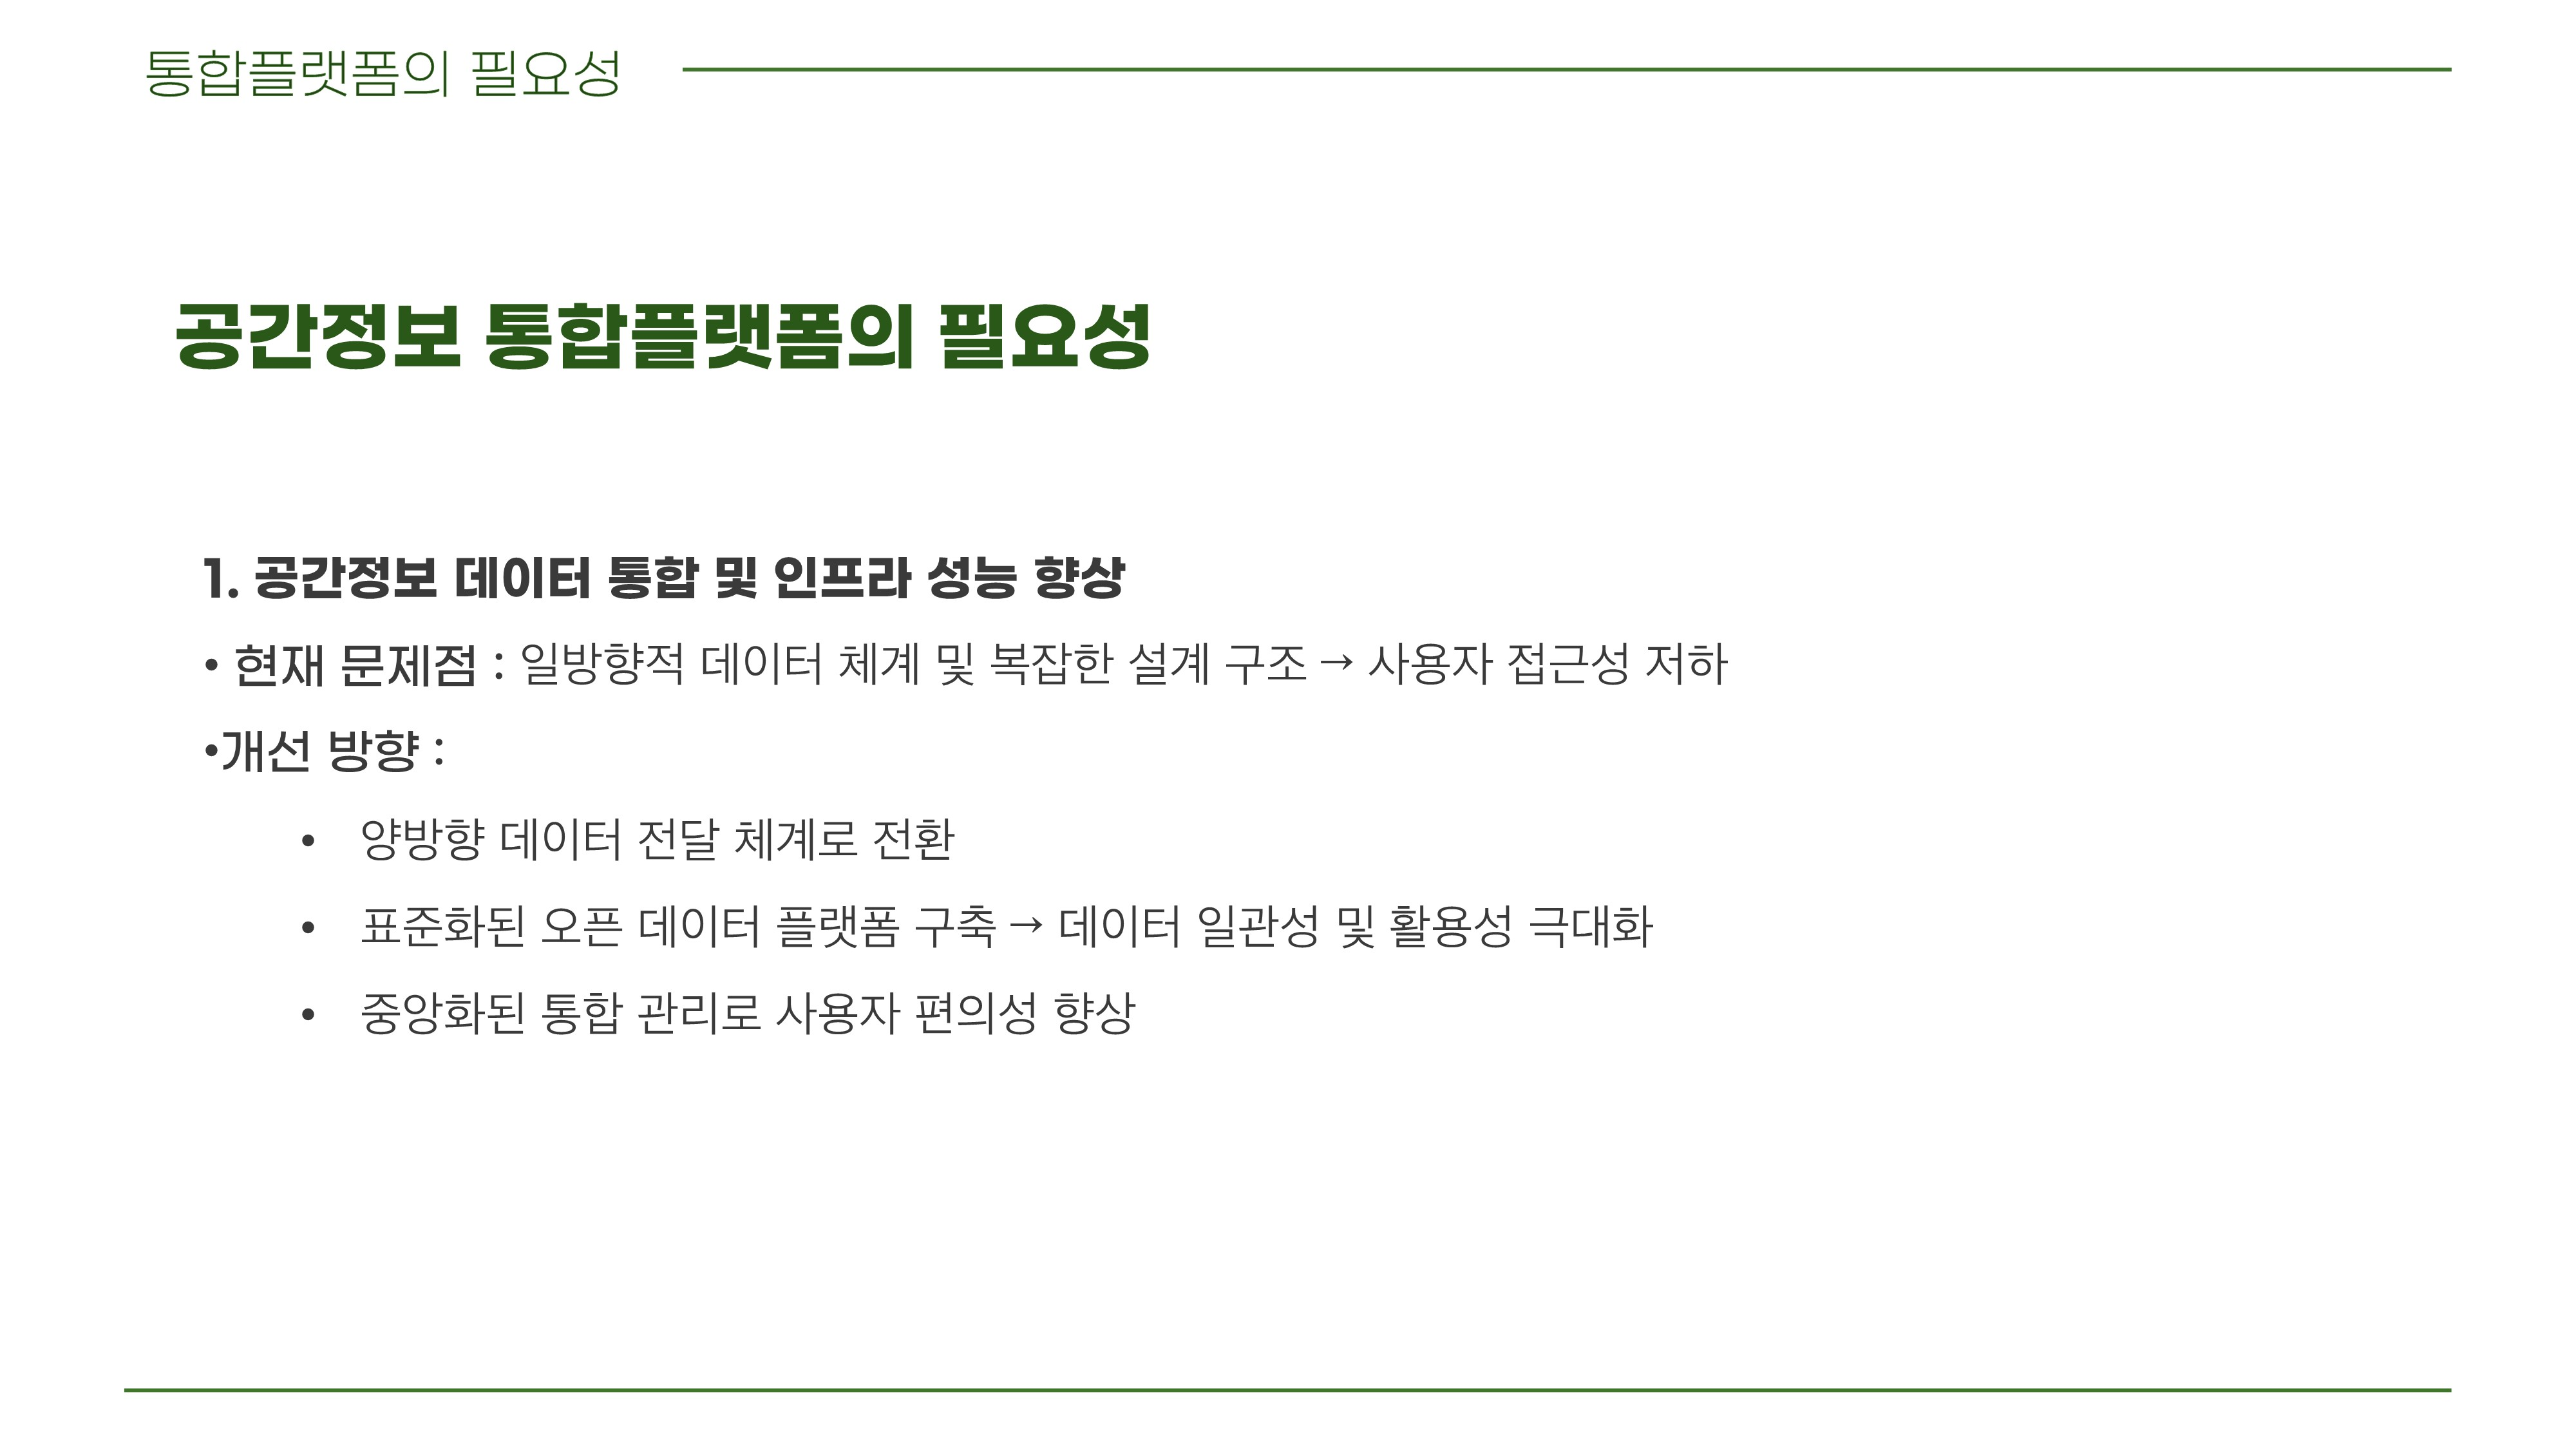 통합플랫폼의 필요성
공간정보 통합플랫폼의 필요성
1. 공간정보 데이터 통합 및 인프라 성능 향상
• 현재 문제점 : 일방향적 데이터 체계 및 복잡한 설계 구조 → 사용자 접근성 저하
•개선 방향 :
• 양방향 데이터 전달 체계로 전환
• 표준화된 오픈 데이터 플랫폼 구축 → 데이터 일관성 및 활용성 극대화
• 중앙화된 통합 관리로 사용자 편의성 향상